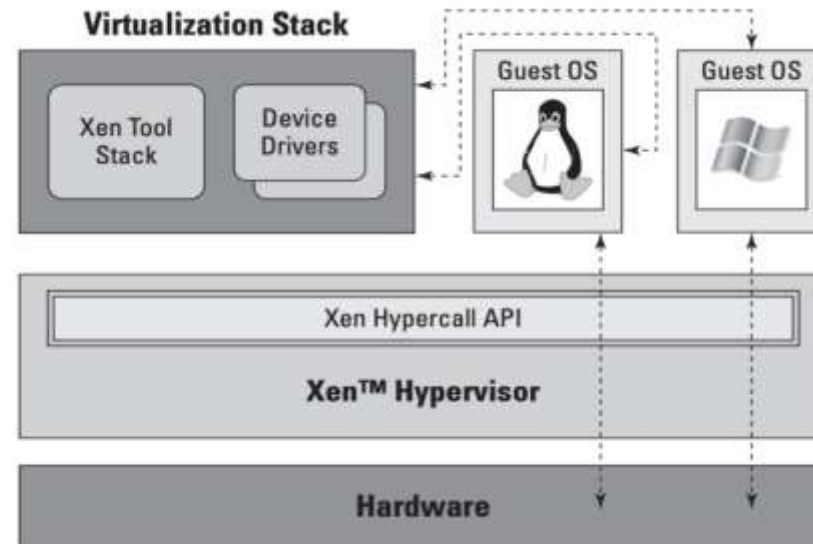 Virtualization Stack
Xen Tool
Stack
Device
Drivers
Guest OS
Guest OS
Xen Hypercall API
Xen™ Hypervisor
Hardware